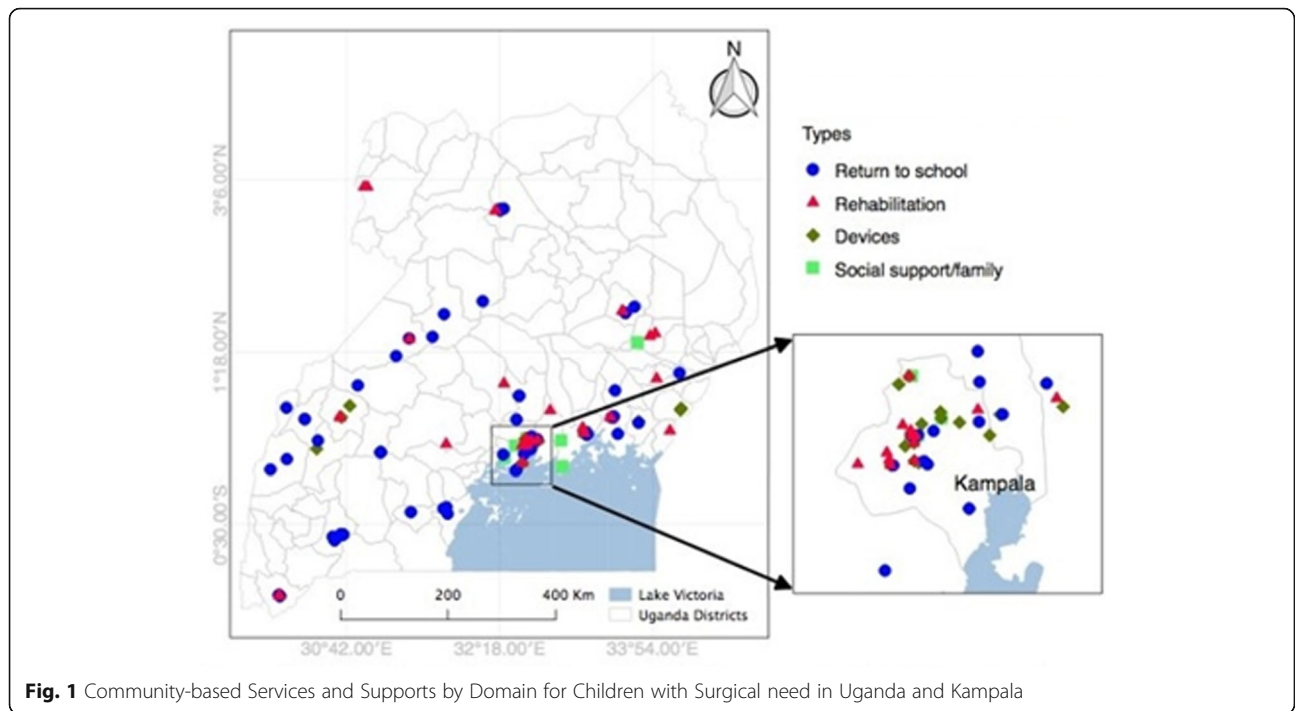 N
3°6.00′N
1°18.00′N
0°30.00′S
0 200 400 Km
Lake Victoria
Uganda Districts
30°42.00′E 32°18.00′E 33°54.00′E
Types
Return to school
Rehabilitation
Devices
Social support/family
Kampala
Fig. 1 Community-based Services and Supports by Domain for Children with Surgical need in Uganda and Kampala